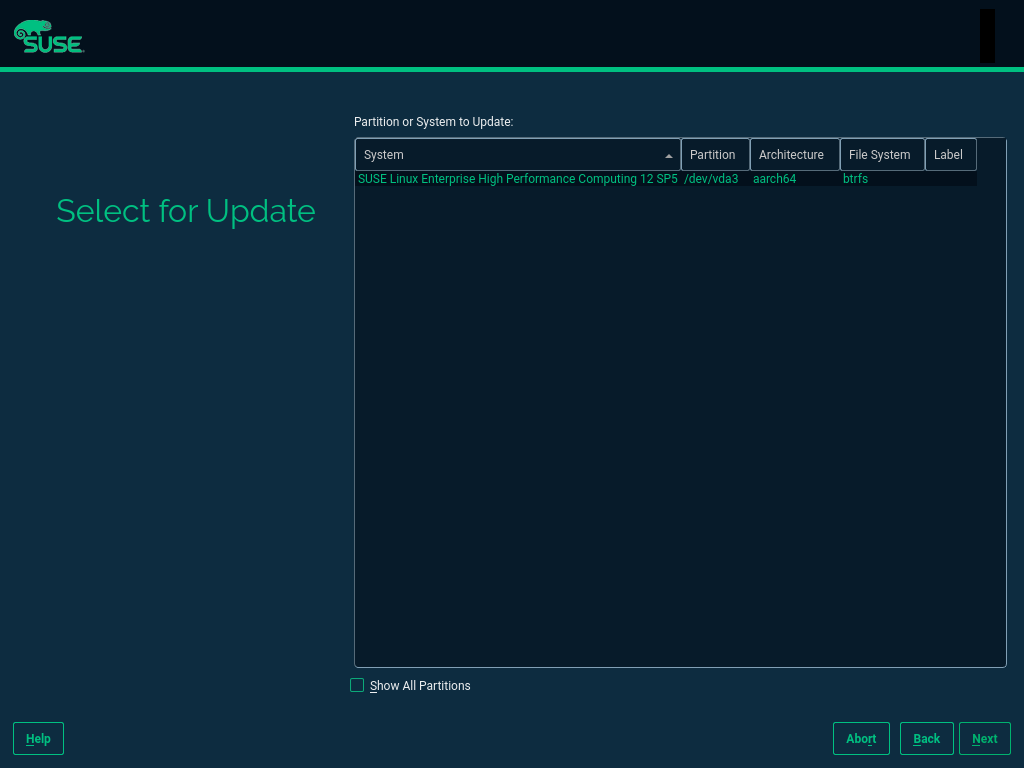 SUSE
Partition or System to Update:
System Partition Architecture File System Label
SUSE Linux Enterprise High Performance Computing 12 SP5 /dev/vda3 aarch64 btrfs
Select for Update
Show All Partitions
Help Abort Back Next